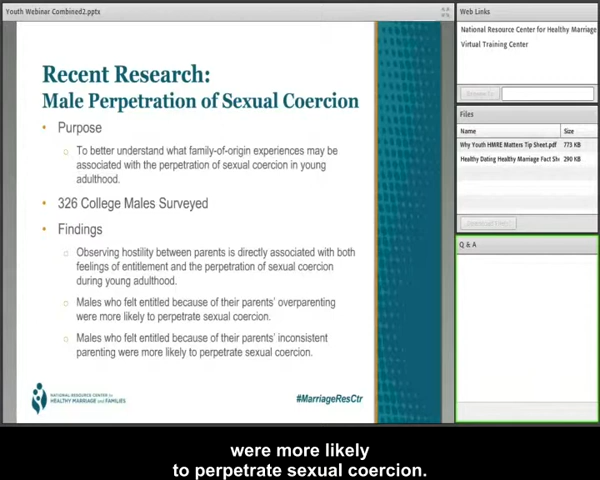 Youth Webinar Combined2.pptx
Recent Research:
Male Perpetration of Sexual Coercion
• Purpose
To better understand what family-of-origin experiences may be
associated with the perpetration of sexual coercion in young
adulthood.
• 326 College Males Surveyed
• Findings
Observing hostility between parents is directly associated with both
feelings of entitlement and the perpetration of sexual coercion
during young adulthood.
Males who felt entitled because of their parents' overparenting
were more likely to perpetrate sexual coercion.
Males who felt entitled because of their parents' inconsistent
parenting were more likely to perpetrate sexual coercion.
NATIONAL RESOURCE CENTER for
HEALTHY MARRIAGE and FAMILIES
#MarriageResCtr
Web Links
National Resource Center for Healthy Marriage
Virtual Training Center
Files
Name Size
Why Youth HMRE Matters Tip Sheet.pdf 773 KB
Healthy Dating Healthy Marriage Fact She 290 KB
Q & A
were more likely
to perpetrate sexual coercion.